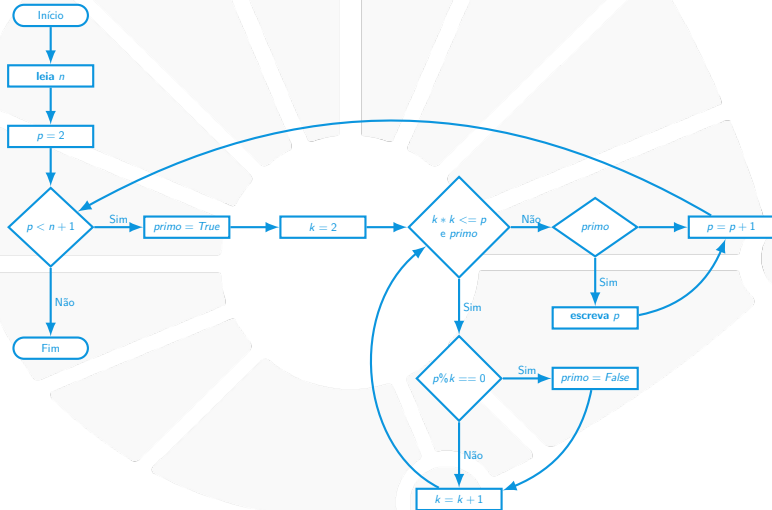 Início
leia n
p = 2
p < n + 1
Sim
primo = True
k = 2
k ∗ k <= p
e primo
Não
primo
p = p + 1
Sim
escreva p
Não
Fim
Sim
p%k == 0
Sim
primo = False
Não
k = k + 1